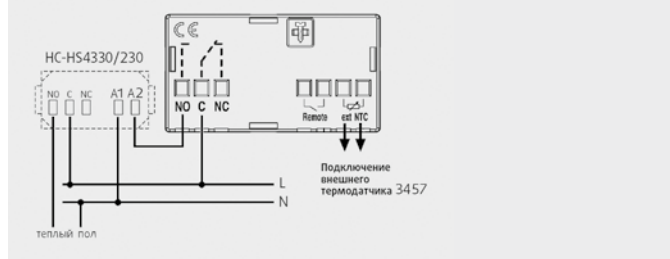 CE
HC-HS4330/230
NO C NC A1 A2
NO C NC
Remote ext NTC
Подключение
внешнего
термодатчика 3457
L
N
теплый пол